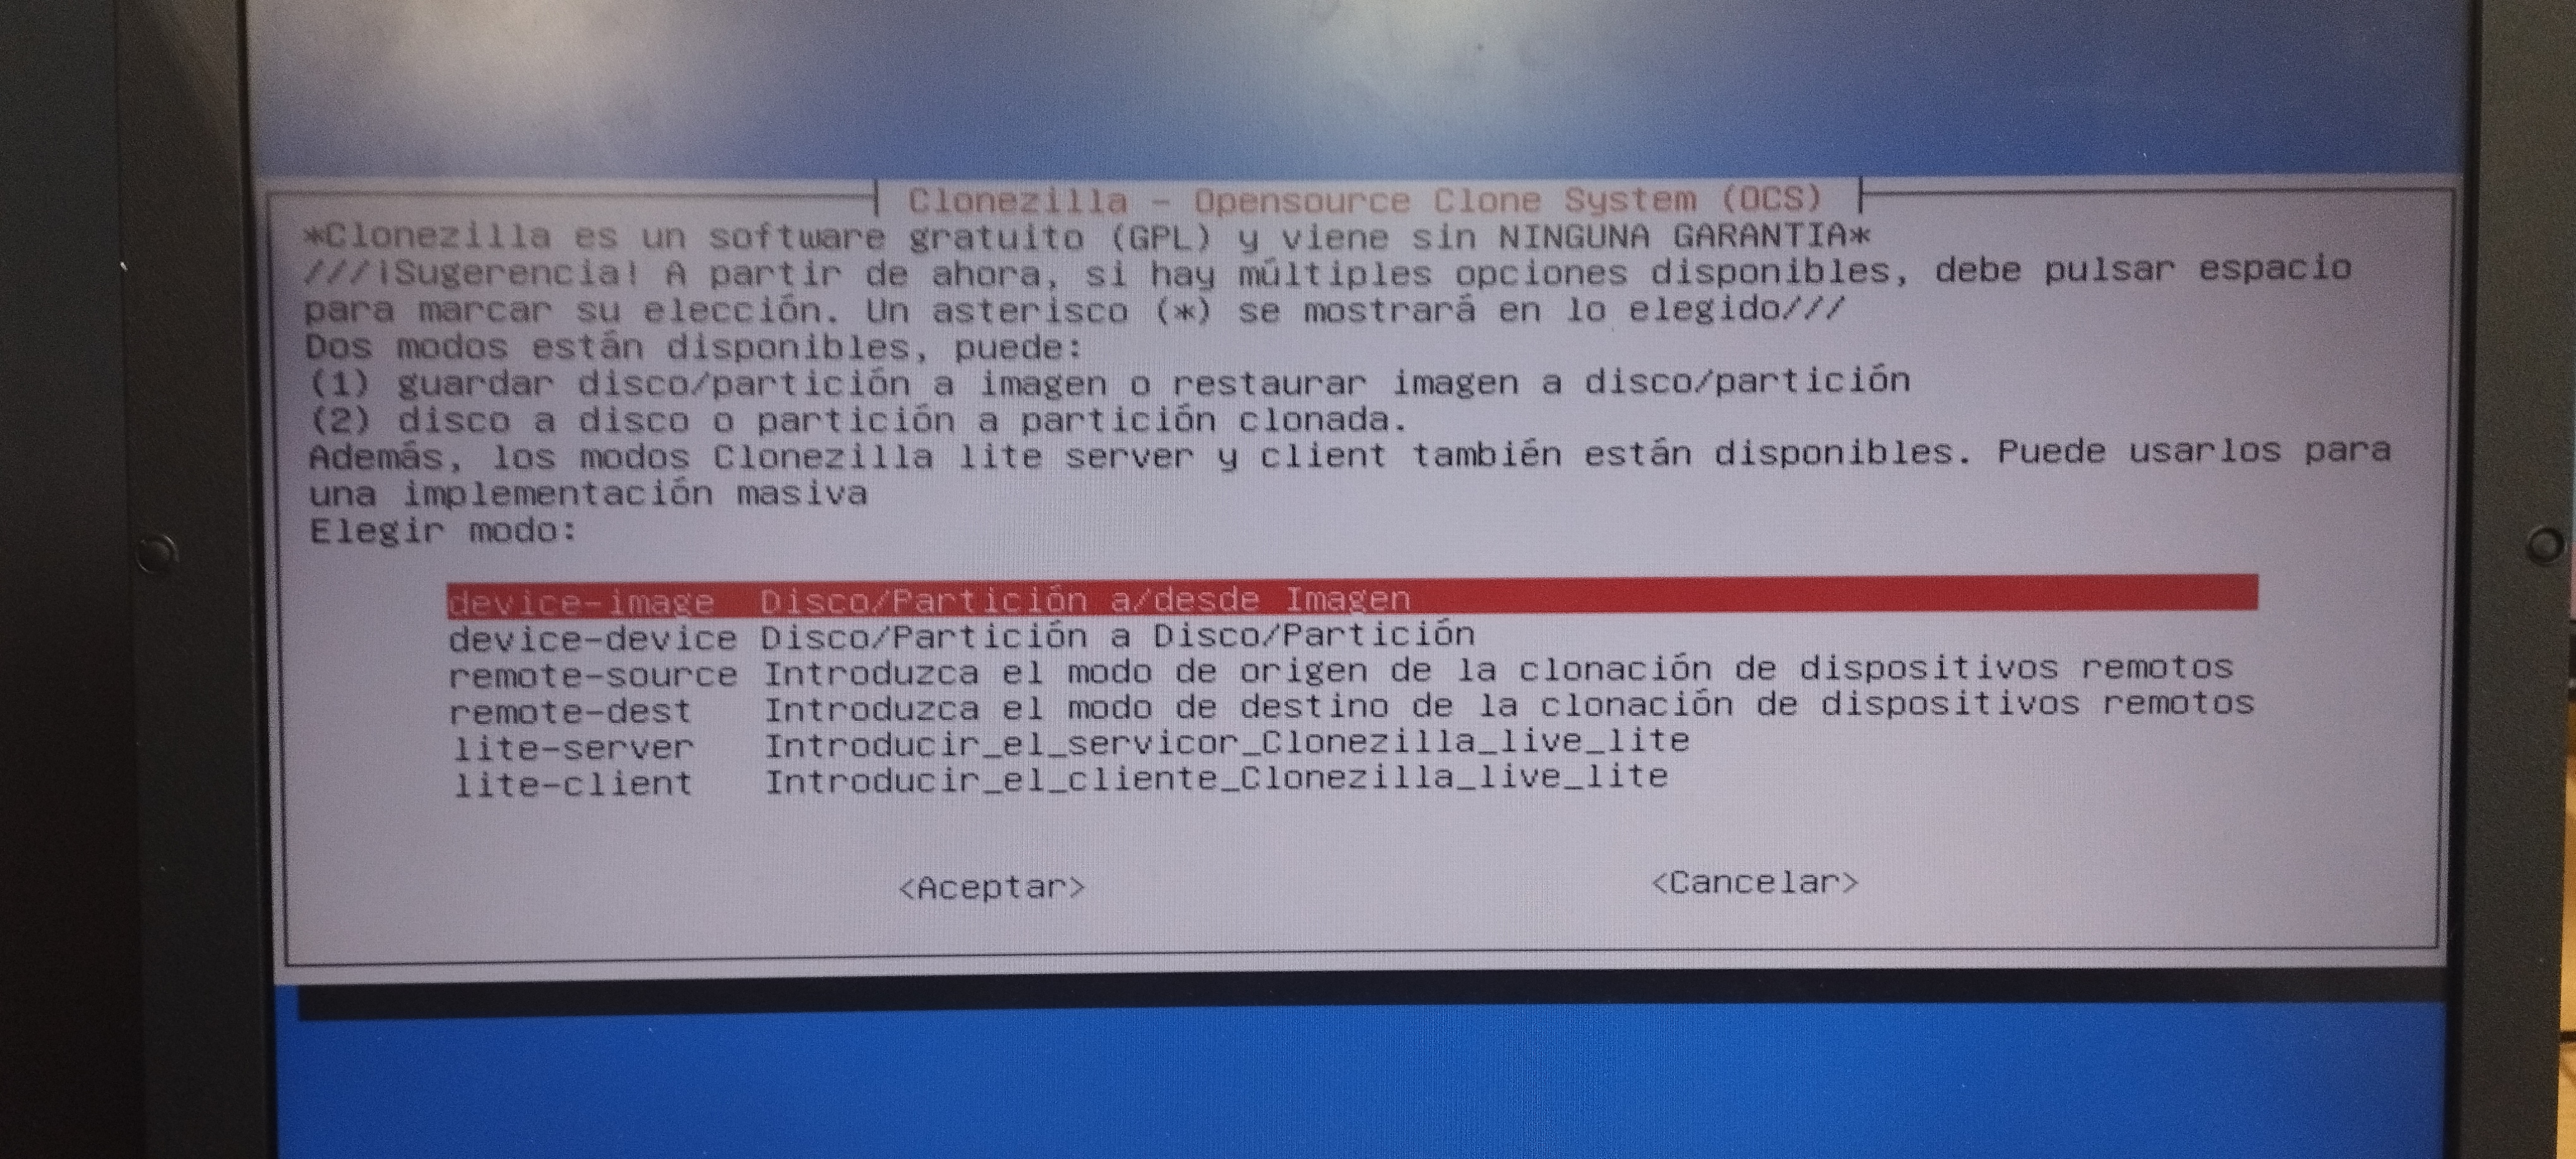 Clonezilla - Opensource Clone System (OCS)
*Clonezilla es un software gratuito (GPL) y viene sin NINGUNA GARANTIA*
///¡Sugerencia! A partir de ahora, si hay múltiples opciones disponibles, debe pulsar espacio
para marcar su elección. Un asterisco (*) se mostrará en lo elegido///
Dos modos están disponibles, puede:
(1) guardar disco/partición a imagen o restaurar imagen a disco/partición
(2) disco a disco o partición a partición clonada.
Además, los modos Clonezilla lite server y client también están disponibles. Puede usarlos para
una implementación masiva
Elegir modo:
device-image Disco/Partición a/desde Imagen
device-device Disco/Partición a Disco/Partición
remote-source Introduzca el modo de origen de la clonación de dispositivos remotos
remote-dest Introduzca el modo de destino de la clonación de dispositivos remotos
lite-server Introducir_el_servicor_Clonezilla_live_lite
lite-client Introducir_el_cliente_Clonezilla_live_lite
<Aceptar> <Cancelar>